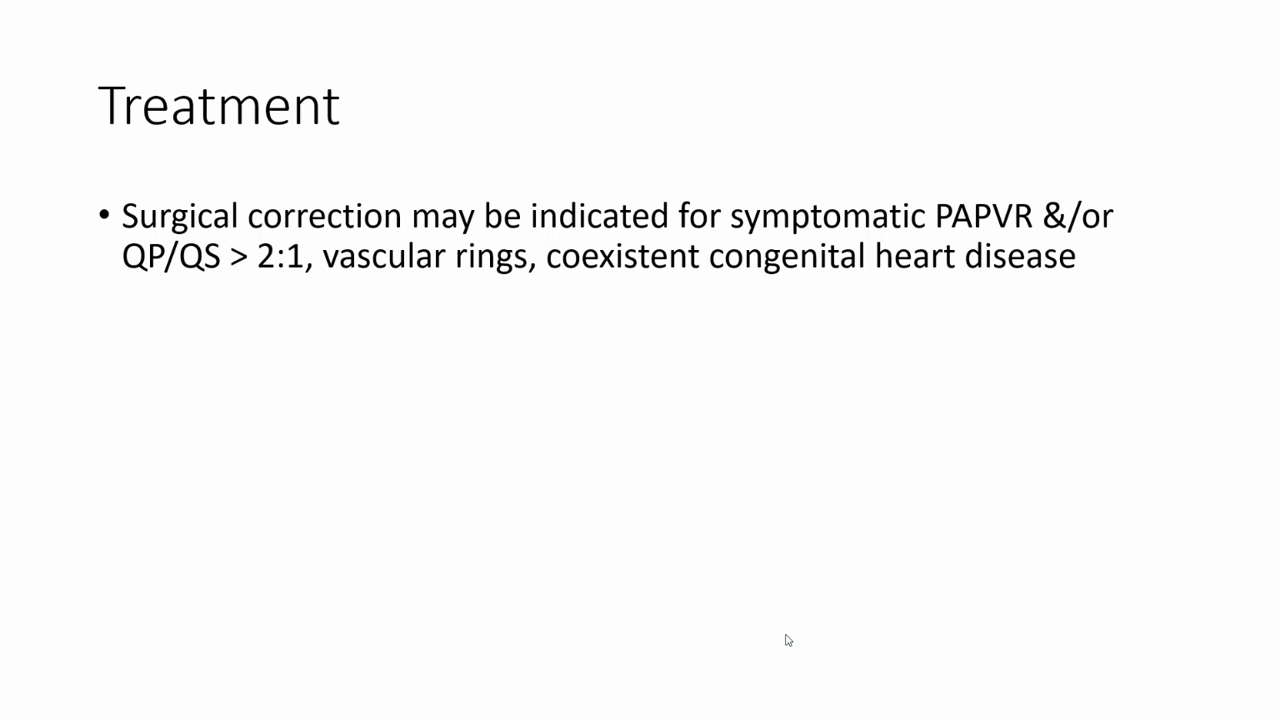 Treatment
• Surgical correction may be indicated for symptomatic PAPVR &/or
QP/QS > 2:1, vascular rings, coexistent congenital heart disease